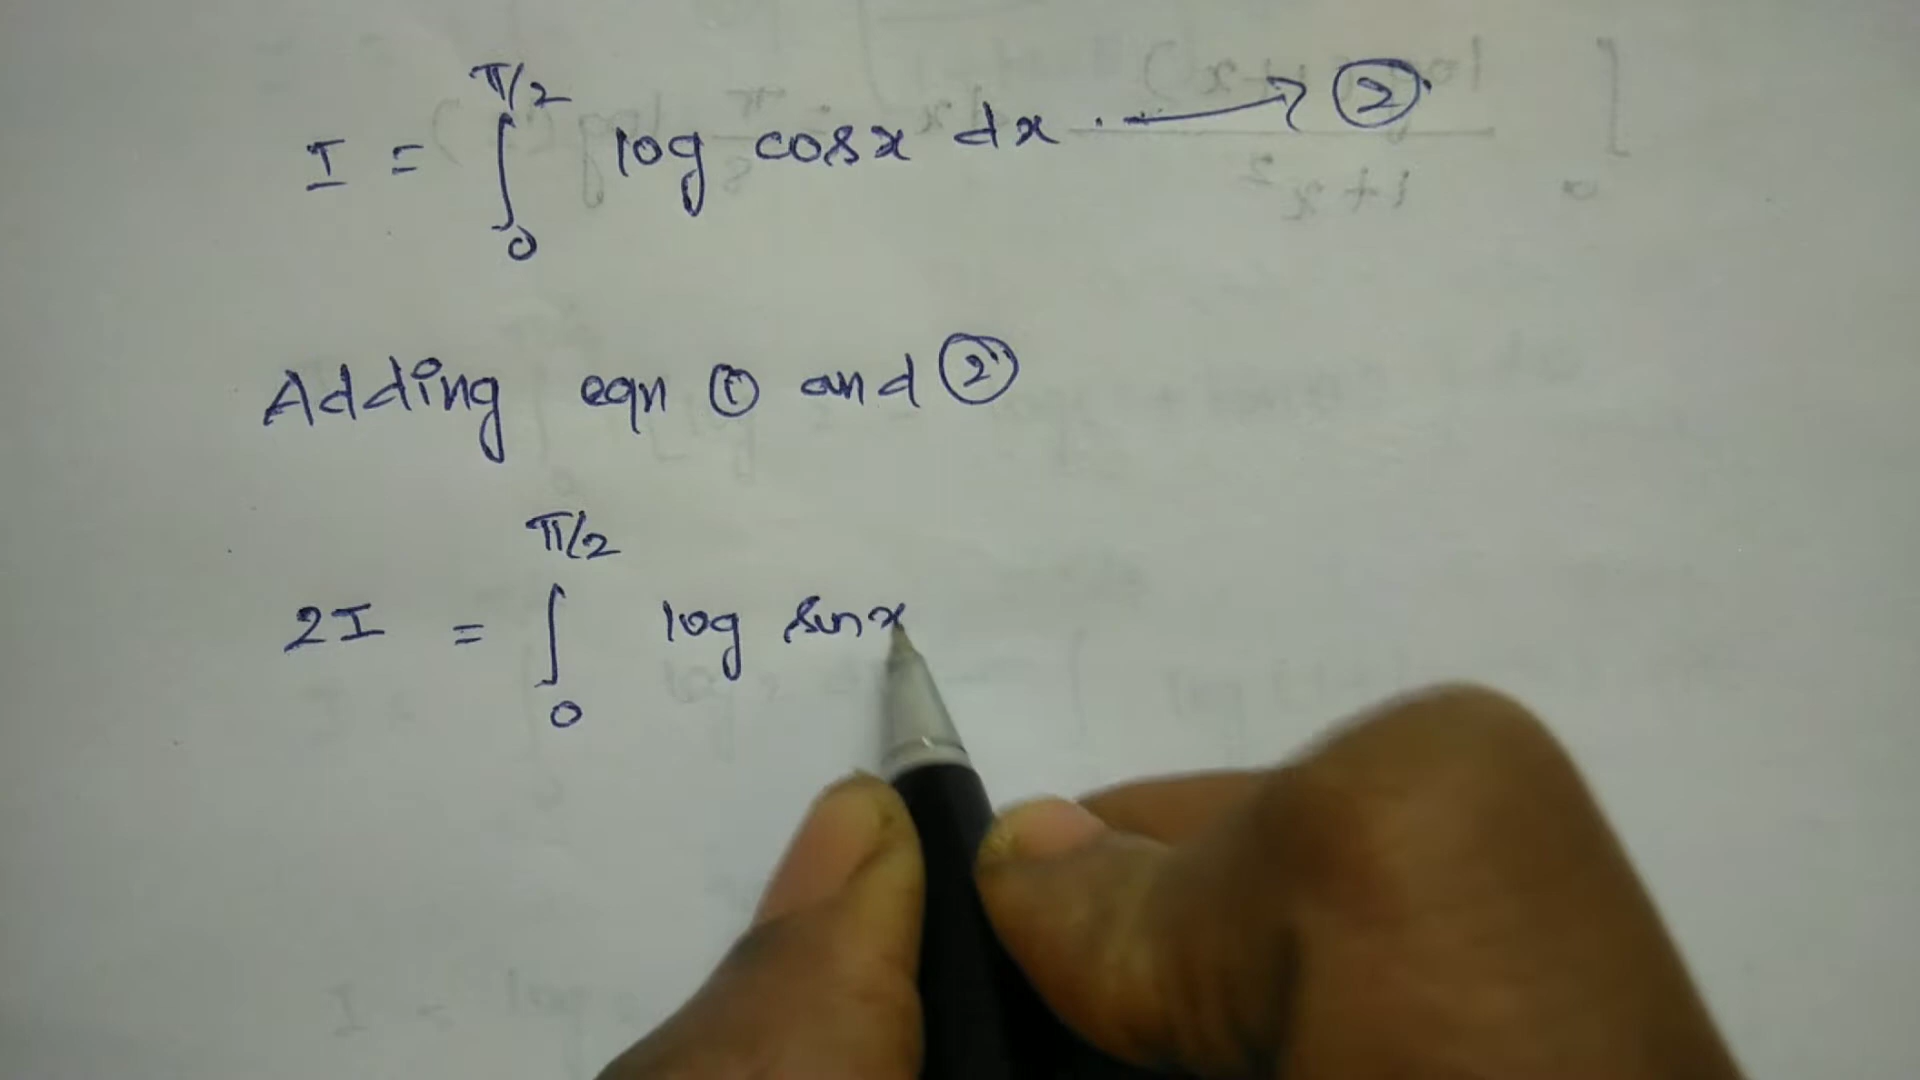 I = ∫₀^π/2 log cosx dx. → ②
Adding eqn ① and ②
2I = ∫₀^π/2 log sinx